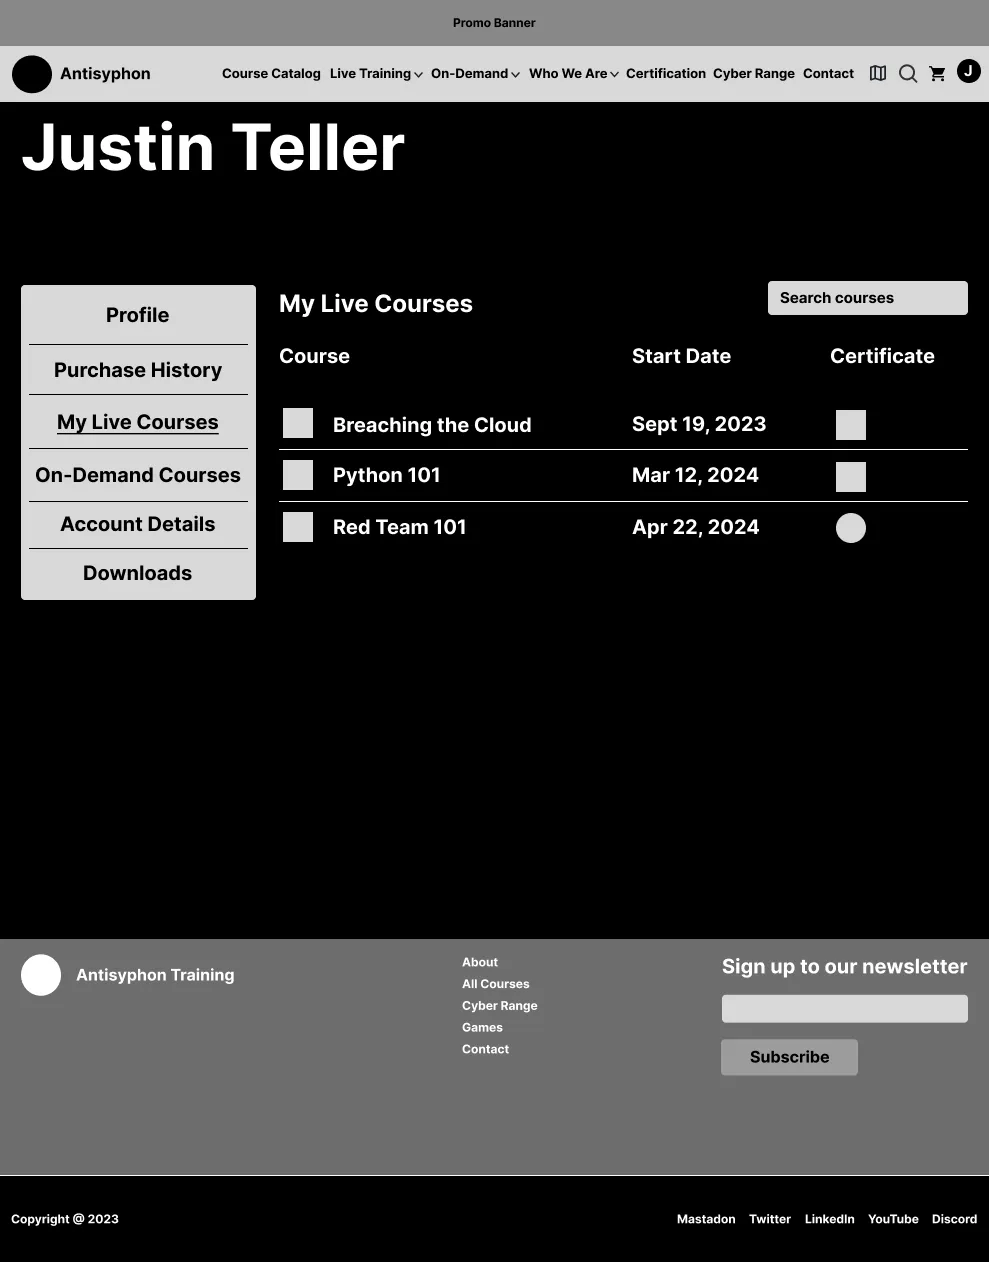 Promo Banner
Antisyphon
Course Catalog Live Training On-Demand Who We Are Certification Cyber Range Contact J
Justin Teller
Profile
Purchase History
My Live Courses
On-Demand Courses
Account Details
Downloads
My Live Courses
Search courses
Course Start Date Certificate
Breaching the Cloud Sept 19, 2023
Python 101 Mar 12, 2024
Red Team 101 Apr 22, 2024
Antisyphon Training
About
All Courses
Cyber Range
Games
Contact
Sign up to our newsletter
Subscribe
Copyright @ 2023
Mastadon Twitter LinkedIn YouTube Discord